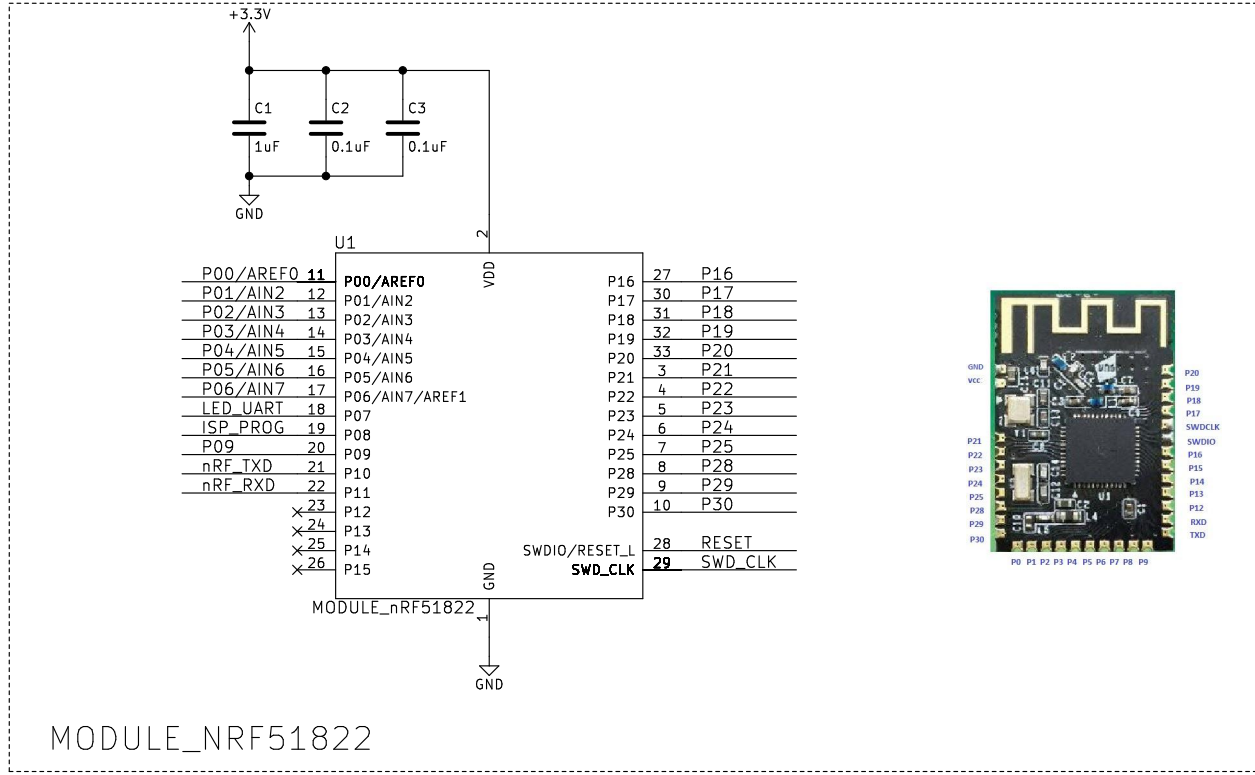 +3.3V
C1
C2
C3
1uF
0.1uF
0.1uF
GND
2
U1
VDD
P00/AREF0 11 P00/AREF0
P01/AIN2 12 P01/AIN2
P02/AIN3 13 P02/AIN3
P03/AIN4 14 P03/AIN4
P04/AIN5 15 P04/AIN5
P05/AIN6 16 P05/AIN6
P06/AIN7 17 P06/AIN7/AREF1
LED_UART 18 P07
ISP_PROG 19 P08
P09 20 P09
nRF_TXD 21 P10
nRF_RXD 22 P11
23 P12
24 P13
25 P14
26 P15
P16 27 P16
P17 30 P17
P18 31 P18
P19 32 P19
P20 33 P20
P21 3 P21
P22 4 P22
P23 5 P23
P24 6 P24
P25 7 P25
P28 8 P28
P29 9 P29
P30 10 P30
SWDIO/RESET_L 28 RESET
SWD_CLK 29 SWD_CLK
GND
MODULE_nRF51822
1
GND
GND
VCC
P21
P22
P23
P24
P25
P28
P29
P30
P20
P19
P18
P17
SWDCLK
SWDIO
P16
P15
P14
P13
P12
RXD
TXD
P0 P1 P2 P3 P4 P5 P6 P7 P8 P9
U1
MODULE_NRF51822